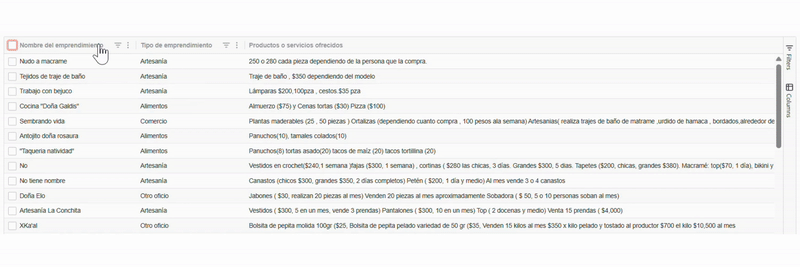 Nombre del emprendimiento Tipo de emprendimiento Productos o servicios ofrecidos
Nudo a macrame Artesanía 250 o 280 cada pieza dependiendo de la persona que la compra.
Tejidos de traje de baño Artesanía Traje de baño , $350 dependiendo del modelo
Trabajo con bejuco Artesanía Lámparas $200,100pza , cestos.$35 pza
Cocina "Doña Galdis" Alimentos Almuerzo ($75) y Cenas tortas ($30) Pizza ($100)
Sembrando vida Comercio Plantas maderables (25 , 50 piezas ) Ortalizas (dependiendo cuanto compra , 100 pesos ala semana) Artesanias( realiza trajes de baño de matrame ,urdido de hamaca , bordados,alrededor de
Antojito doña rosaura Alimentos Panuchos(10), tamales colados(10)
"Taqueria natividad" Alimentos Panuchos(8) tortas asado(20) tacos de maíz (20) tacos tortillina (20)
No Artesanía Vestidos en crochet($240,1 semana )fajas ($300, 1 semana) , cortinas ( $280 las chicas, 3 días. Grandes $300, 5 dias. Tapetes ($200, chicas, grandes $380). Macramé: top($70, 1 día), bikini y
No tiene nombre Artesanía Canastos (chicos $300, grandes $350, 2 días completos) Petén ( $200, 1 día y medio) Al mes vende 3 o 4 canastos
Doña Elo Otro oficio Jabones ( $30, realizan 20 piezas al mes) Venden 20 piezas al mes aproximadamente Sobadora ( $ 50, 5 o 10 personas soban al mes)
Artesanía La Conchita Artesanía Vestidos ( $300, 5 en un mes, vende 3 prendas) Pantalones ( $300, 10 en un mes) Top ( 2 docenas y medio) Venta 15 prendas ( $4,000)
XKa'al Otro oficio Bolsita de pepita molida 100gr ($25, Bolsita de pepita pelado variedad de 50 gr ($35, Venden 15 kilos al mes $350 x kilo pelado y tostado al productor $700 el kilo $10,500 al mes
Filters
Columns